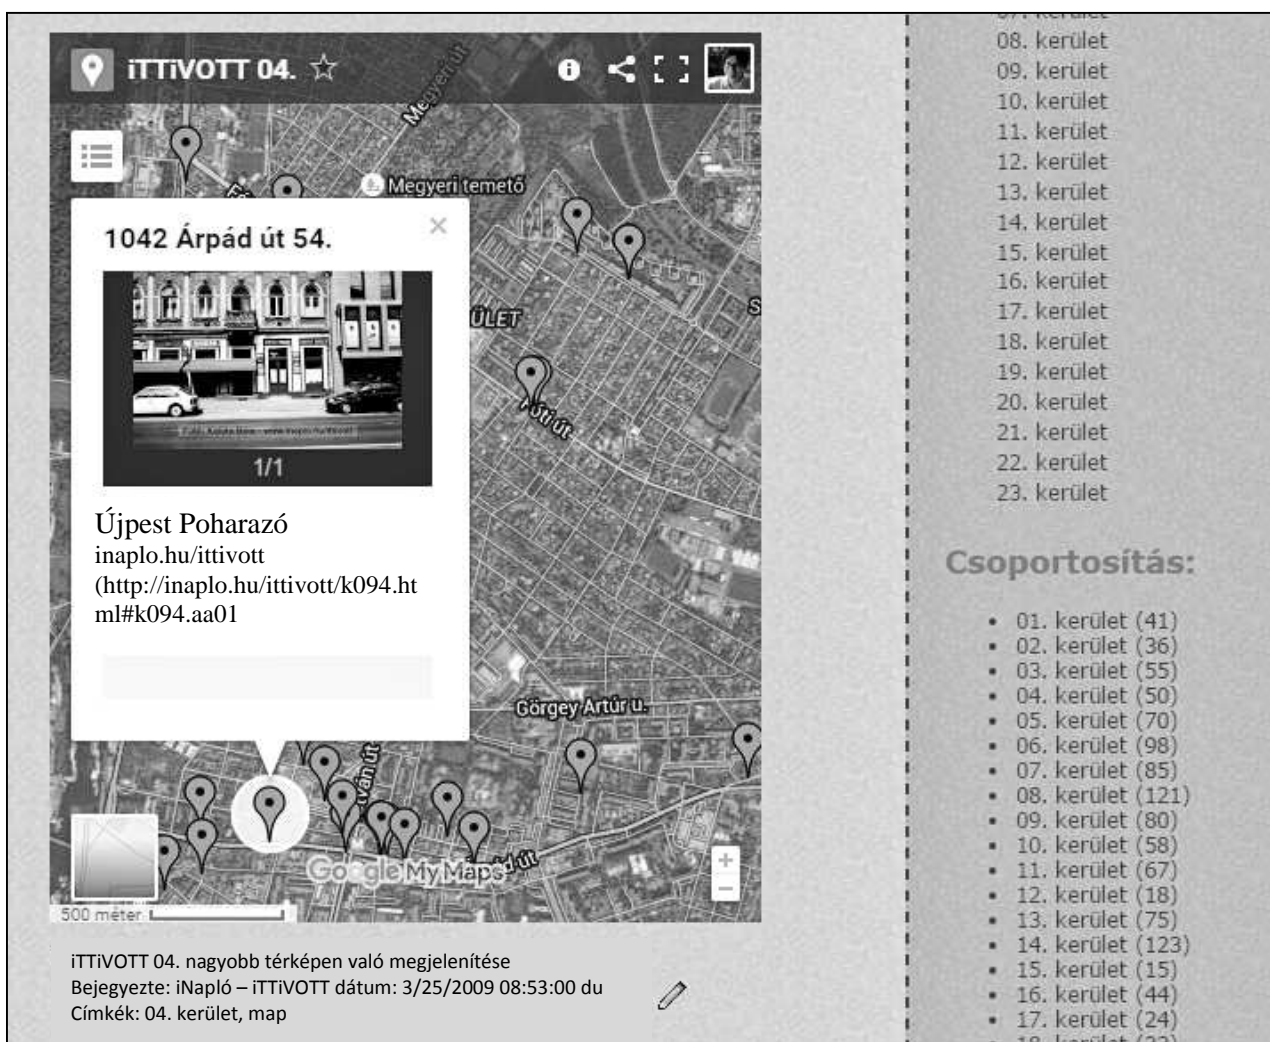 iTTiVOTT 04.
Megyeri út
Megyeri temető
1042 Árpád út 54.
1/1
Újpest Poharazó
inaplo.hu/ittivott
(http://inaplo.hu/ittivott/k094.ht
ml#k094.aa01
ÜLET
Fóti út
Görgey Artúr u.
István út
Google My Maps
500 méter
iTTiVOTT 04. nagyobb térképen való megjelenítése
Bejegyezte: iNapló – iTTiVOTT dátum: 3/25/2009 08:53:00 du
Címkék: 04. kerület, map
07. kerület
08. kerület
09. kerület
10. kerület
11. kerület
12. kerület
13. kerület
14. kerület
15. kerület
16. kerület
17. kerület
18. kerület
19. kerület
20. kerület
21. kerület
22. kerület
23. kerület
Csoportosítás:
• 01. kerület (41)
• 02. kerület (36)
• 03. kerület (55)
• 04. kerület (50)
• 05. kerület (70)
• 06. kerület (98)
• 07. kerület (85)
• 08. kerület (121)
• 09. kerület (80)
• 10. kerület (58)
• 11. kerület (67)
• 12. kerület (18)
• 13. kerület (75)
• 14. kerület (123)
• 15. kerület (15)
• 16. kerület (44)
• 17. kerület (24)